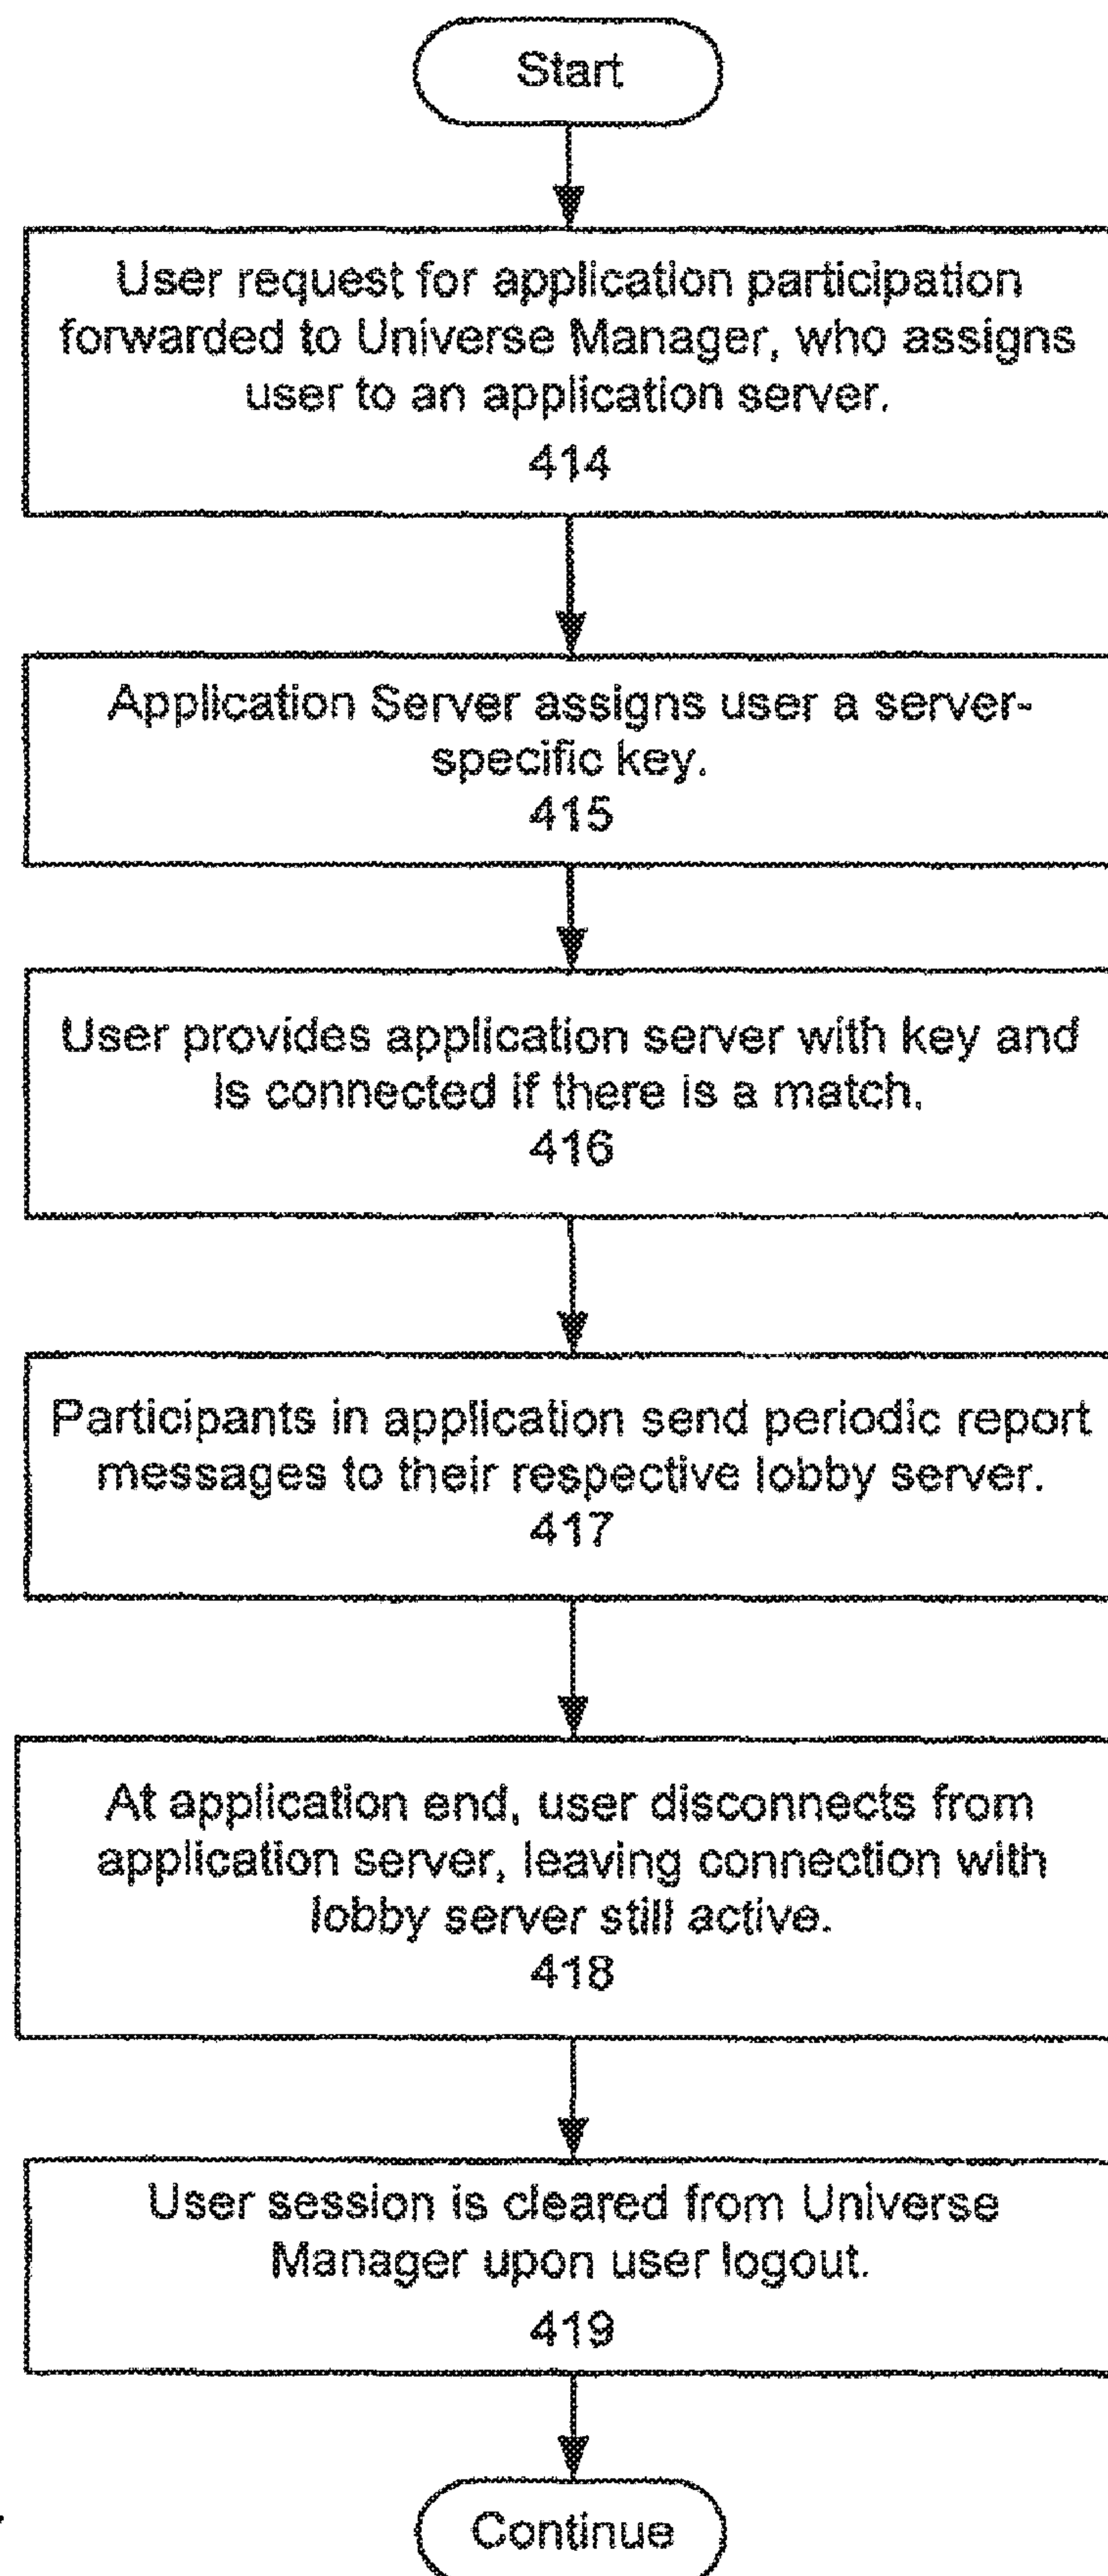 Start
User request for application participation
forwarded to Universe Manager, who assigns
user to an application server.
414
Application Server assigns user a server-
specific key.
415
User provides application server with key and
is connected if there is a match.
416
Participants in application send periodic report
messages to their respective lobby server.
417
At application end, user disconnects from
application server, leaving connection with
lobby server still active.
418
User session is cleared from Universe
Manager upon user logout.
419
Continue